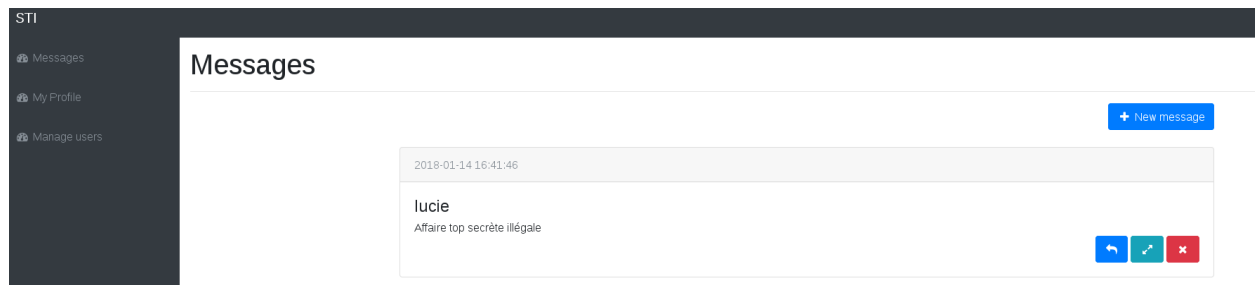 STI
Messages
My Profile
Manage users
Messages
New message
2018-01-14 16:41:46
lucie
Affaire top secrète illégale